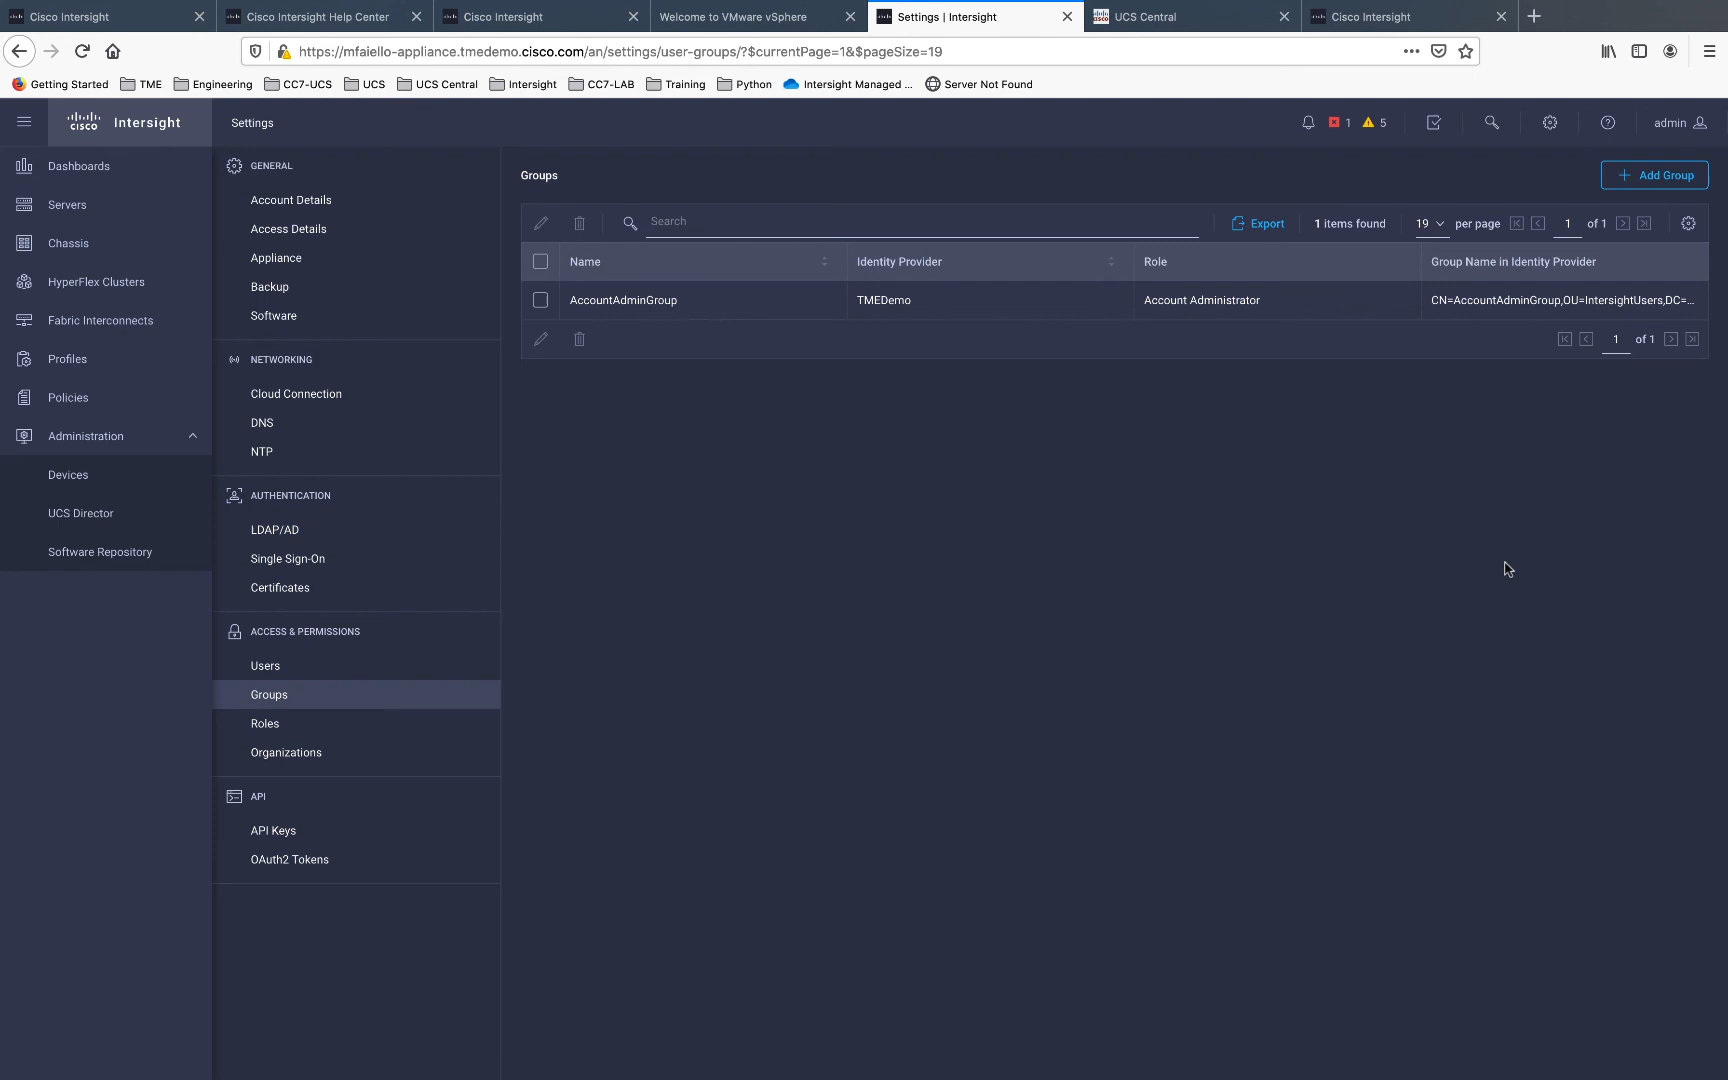 Cisco Intersight
Cisco Intersight Help Center
Cisco Intersight
Welcome to VMware vSphere
Settings | Intersight
UCS Central
Cisco Intersight
https://mfaiello-appliance.tmedemo.cisco.com/an/settings/user-groups/?$currentPage=1&$pageSize=19
Getting Started
TME
Engineering
CC7-UCS
UCS
UCS Central
Intersight
CC7-LAB
Training
Python
Intersight Managed ...
Server Not Found
cisco Intersight
Settings
1
5
admin
Dashboards
Servers
Chassis
HyperFlex Clusters
Fabric Interconnects
Profiles
Policies
Administration
Devices
UCS Director
Software Repository
GENERAL
Account Details
Access Details
Appliance
Backup
Software
NETWORKING
Cloud Connection
DNS
NTP
AUTHENTICATION
LDAP/AD
Single Sign-On
Certificates
ACCESS & PERMISSIONS
Users
Groups
Roles
Organizations
API
API Keys
OAuth2 Tokens
Groups
Add Group
Search
Export
1 items found
19 per page
1 of 1
Name
Identity Provider
Role
Group Name in Identity Provider
AccountAdminGroup
TMEDemo
Account Administrator
CN=AccountAdminGroup,OU=IntersightUsers,DC=...
1 of 1